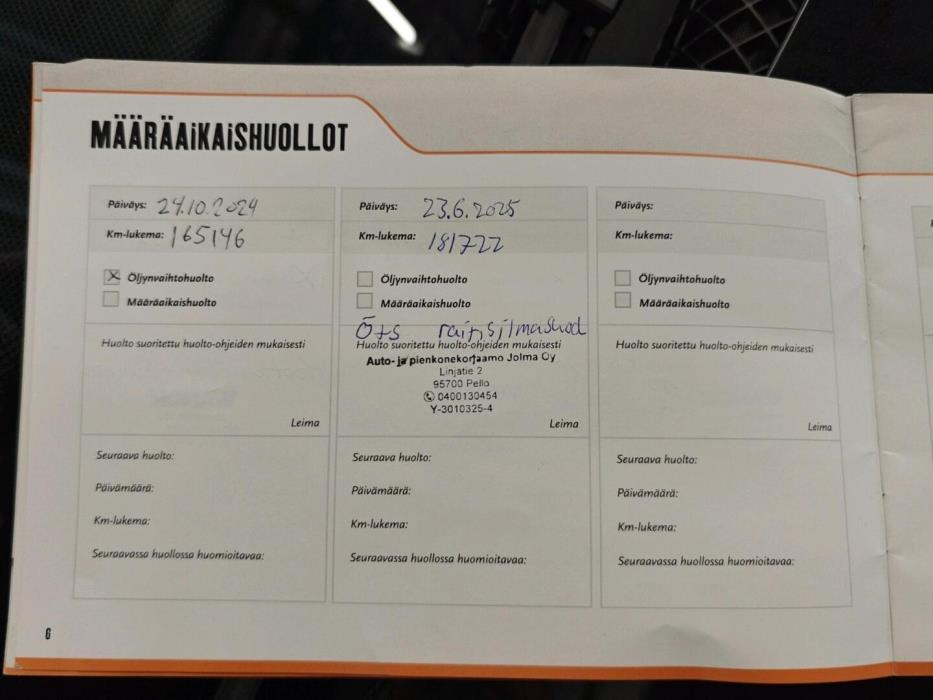 MÄÄRÄAiKAiSHUOLLOT
Päiväys: 24.10.2024
Km-lukema: 165146
Öljynvaihtohuolto
Määräaikaishuolto
Huolto suoritettu huolto-ohjeiden mukaisesti
Leima
Seuraava huolto:
Päivämäärä:
Km-lukema:
Seuraavassa huollossa huomioitavaa:
Päiväys: 23.6.2025
Km-lukema: 181722
Öljynvaihtohuolto
Määräaikaishuolto
Öts
Huolto suoritettu huolto-ohjeiden mukaisesti
Auto- ja pienkonekorjaamo Jolma Oy
Linjatie 2
95700 Pello
0400130454
Y-3010325-4
Leima
Seuraava huolto:
Päivämäärä:
Km-lukema:
Seuraavassa huollossa huomioitavaa:
Päiväys:
Km-lukema:
Öljynvaihtohuolto
Määräaikaishuolto
Huolto suoritettu huolto-ohjeiden mukaisesti
Leima
Seuraava huolto:
Päivämäärä:
Km-lukema:
Seuraavassa huollossa huomioitavaa:
6